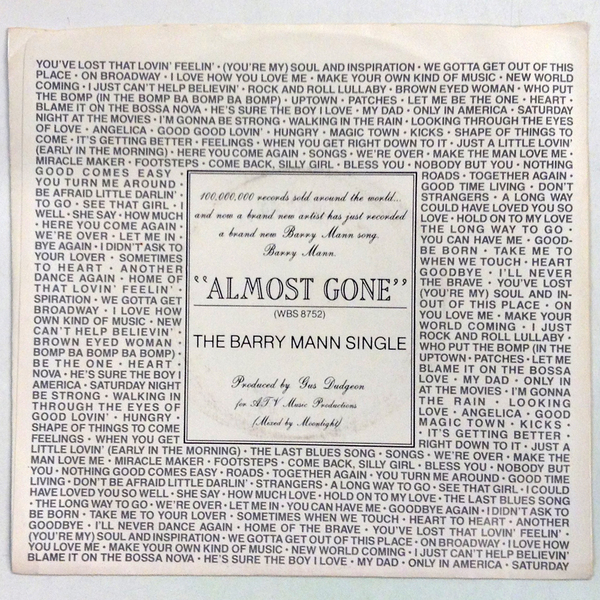 YOU'VE LOST THAT LOVIN' FEELIN' · (YOU'RE MY) SOUL AND INSPIRATION · WE GOTTA GET OUT OF THIS
PLACE · ON BROADWAY · I LOVE HOW YOU LOVE ME · MAKE YOUR OWN KIND OF MUSIC · NEW WORLD
COMING · I JUST CAN'T HELP BELIEVIN' · ROCK AND ROLL LULLABY · BROWN EYED WOMAN · WHO PUT
THE BOMP (IN THE BOMP BA BOMP BA BOMP) · UPTOWN · PATCHES · LET ME BE THE ONE · HEART ·
BLAME IT ON THE BOSSA NOVA · HE'S SURE THE BOY I LOVE · MY DAD · ONLY IN AMERICA · SATURDAY
NIGHT AT THE MOVIES · I'M GONNA BE STRONG · WALKING IN THE RAIN · LOOKING THROUGH THE EYES
OF LOVE · ANGELICA · GOOD GOOD LOVIN' · HUNGRY · MAGIC TOWN · KICKS · SHAPE OF THINGS TO
COME · IT'S GETTING BETTER · FEELINGS · WHEN YOU GET RIGHT DOWN TO IT · JUST A LITTLE LOVIN'
(EARLY IN THE MORNING) · HERE YOU COME AGAIN · SONGS · WE'RE OVER · MAKE THE MAN LOVE ME ·
MIRACLE MAKER · FOOTSTEPS · COME BACK, SILLY GIRL · BLESS YOU · NOBODY BUT YOU · NOTHING
GOOD COMES EASY ·
YOU TURN ME AROUND ·
BE AFRAID LITTLE DARLIN' ·
TO GO · SEE THAT GIRL · I
WELL · SHE SAY · HOW MUCH
· HERE YOU COME AGAIN ·
WE'RE OVER · LET ME IN ·
BYE AGAIN · I DIDN'T ASK TO
YOUR LOVER · SOMETIMES
TO HEART · ANOTHER
DANCE AGAIN · HOME OF
THAT LOVIN' FEELIN' ·
SPIRATION · WE GOTTA GET
BROADWAY · I LOVE HOW
OWN KIND OF MUSIC · NEW
CAN'T HELP BELIEVIN' ·
BROWN EYED WOMAN ·
BOMP BA BOMP BA BOMP) ·
BE THE ONE · HEART ·
NOVA · HE'S SURE THE BOY I
AMERICA · SATURDAY NIGHT
BE STRONG · WALKING IN
THROUGH THE EYES OF
GOOD LOVIN' · HUNGRY ·
SHAPE OF THINGS TO COME
FEELINGS · WHEN YOU GET
100,000,000 records sold around the world...
and now a brand new artist has just recorded
a brand new Barry Mann song.
Barry Mann.
"ALMOST GONE"
(WBS 8752)
THE BARRY MANN SINGLE
Produced by Gus Dudgeon
for ATV Music Productions
(Mixed by Moonlight)
ROADS · TOGETHER AGAIN ·
GOOD TIME LIVING · DON'T
STRANGERS · A LONG WAY
COULD HAVE LOVED YOU SO
LOVE · HOLD ON TO MY LOVE
THE LONG WAY TO GO ·
YOU CAN HAVE ME · GOOD-
BE BORN · TAKE ME TO
WHEN WE TOUCH · HEART
GOODBYE · I'LL NEVER
THE BRAVE · YOU'VE LOST
(YOU'RE MY) SOUL AND IN-
OUT OF THIS PLACE · ON
YOU LOVE ME · MAKE YOUR
WORLD COMING · I JUST
ROCK AND ROLL LULLABY ·
WHO PUT THE BOMP (IN THE
UPTOWN · PATCHES · LET ME
BLAME IT ON THE BOSSA
LOVE · MY DAD · ONLY IN
AT THE MOVIES · I'M GONNA
THE RAIN · LOOKING
LOVE · ANGELICA · GOOD
MAGIC TOWN · KICKS ·
· IT'S GETTING BETTER ·
RIGHT DOWN TO IT · JUST A
LITTLE LOVIN' (EARLY IN THE MORNING) · THE LAST BLUES SONG · SONGS · WE'RE OVER · MAKE THE
MAN LOVE ME · MIRACLE MAKER · FOOTSTEPS · COME BACK, SILLY GIRL · BLESS YOU · NOBODY BUT
YOU · NOTHING GOOD COMES EASY · ROADS · TOGETHER AGAIN · YOU TURN ME AROUND · GOOD TIME
LIVING · DON'T BE AFRAID LITTLE DARLIN' · STRANGERS · A LONG WAY TO GO · SEE THAT GIRL · I COULD
HAVE LOVED YOU SO WELL · SHE SAY · HOW MUCH LOVE · HOLD ON TO MY LOVE · THE LAST BLUES SONG
· THE LONG WAY TO GO · WE'RE OVER · LET ME IN · YOU CAN HAVE ME · GOODBYE AGAIN · I DIDN'T ASK TO
BE BORN · TAKE ME TO YOUR LOVER · SOMETIMES WHEN WE TOUCH · HEART TO HEART · ANOTHER
GOODBYE · I'LL NEVER DANCE AGAIN · HOME OF THE BRAVE · YOU'VE LOST THAT LOVIN' FEELIN' ·
(YOU'RE MY) SOUL AND INSPIRATION · WE GOTTA GET OUT OF THIS PLACE · ON BROADWAY · I LOVE HOW
YOU LOVE ME · MAKE YOUR OWN KIND OF MUSIC · NEW WORLD COMING · I JUST CAN'T HELP BELIEVIN'
BLAME IT ON THE BOSSA NOVA · HE'S SURE THE BOY I LOVE · MY DAD · ONLY IN AMERICA · SATURDAY